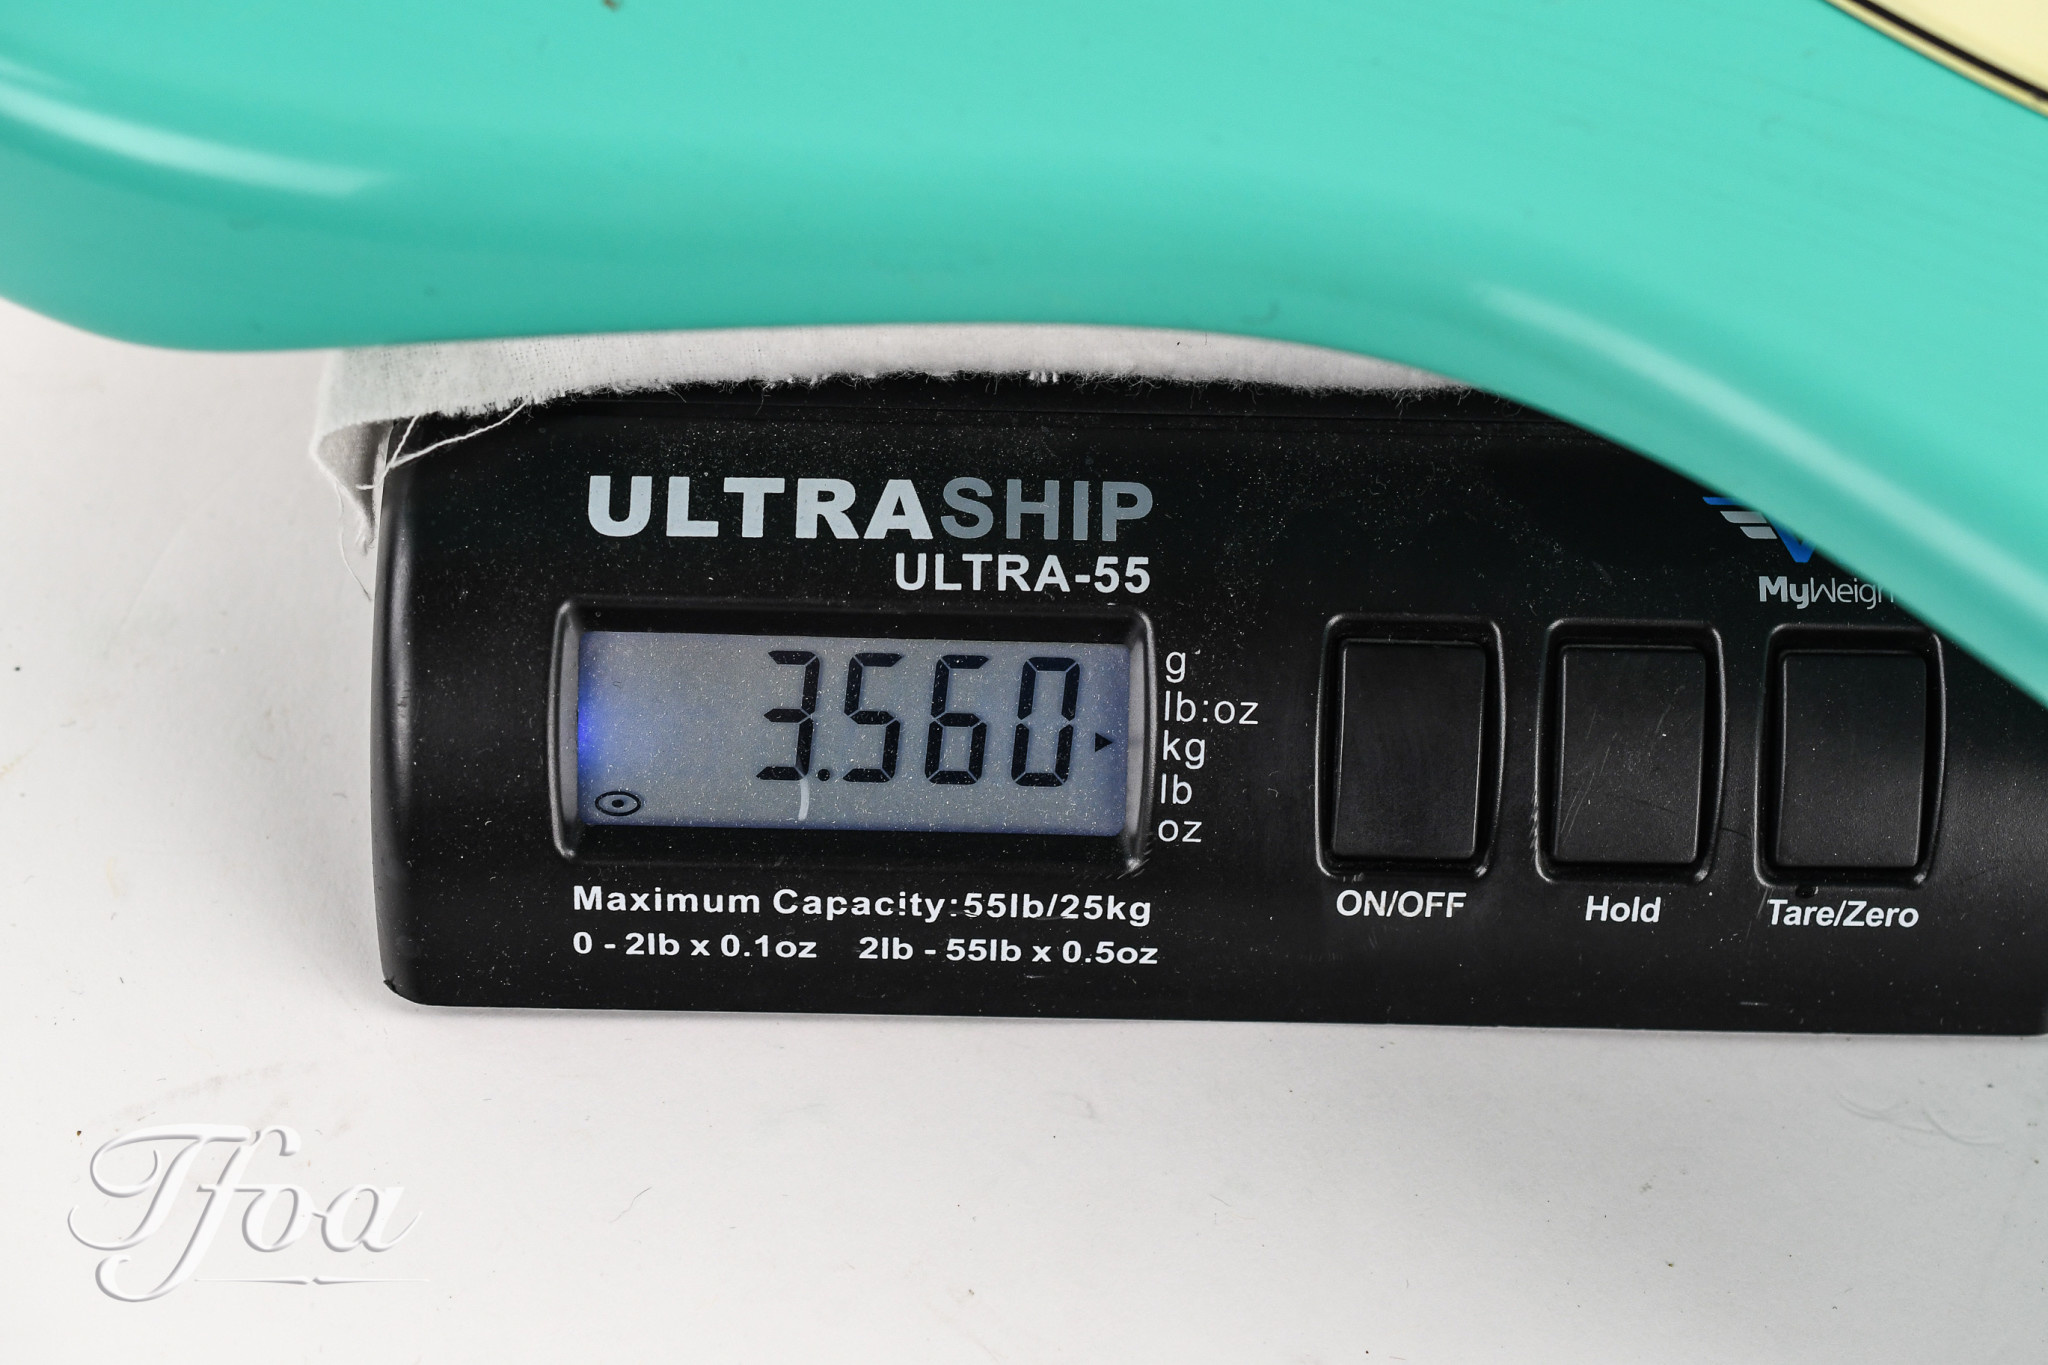 ULTRASHIP
ULTRA-55
MyWeigh
3.560
g
lb:oz
kg
lb
oz
Maximum Capacity:55lb/25kg
0 - 2lb x 0.1oz 2lb - 55lb x 0.5oz
ON/OFF
Hold
Tare/Zero
Tfoa